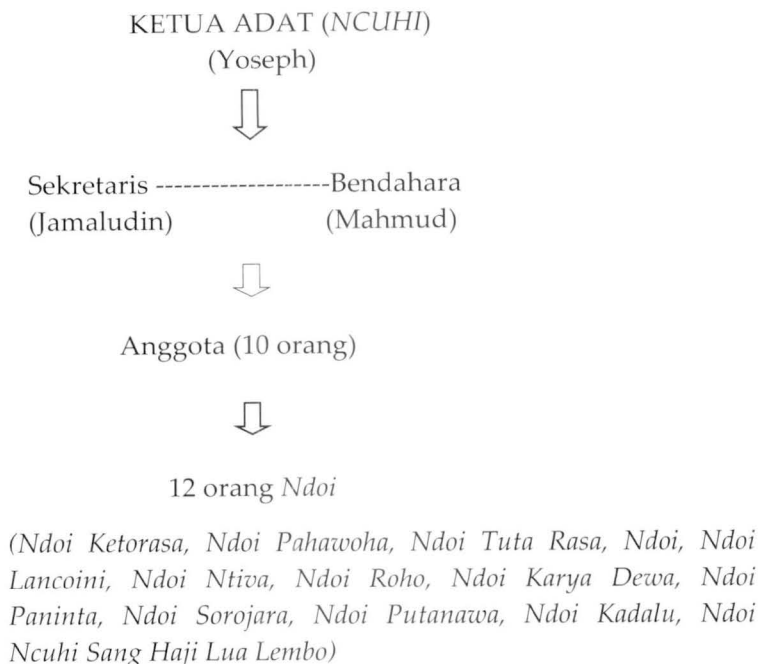 KETUA ADAT (NCUHI)
(Yoseph)
Sekretaris -------------------Bendahara
(Jamaludin) (Mahmud)
Anggota (10 orang)
12 orang Ndoi
(Ndoi Ketorasa, Ndoi Pahawoha, Ndoi Tuta Rasa, Ndoi, Ndoi
Lancoini, Ndoi Ntiva, Ndoi Roho, Ndoi Karya Dewa, Ndoi
Paninta, Ndoi Sorojara, Ndoi Putanawa, Ndoi Kadalu, Ndoi
Ncuhi Sang Haji Lua Lembo)